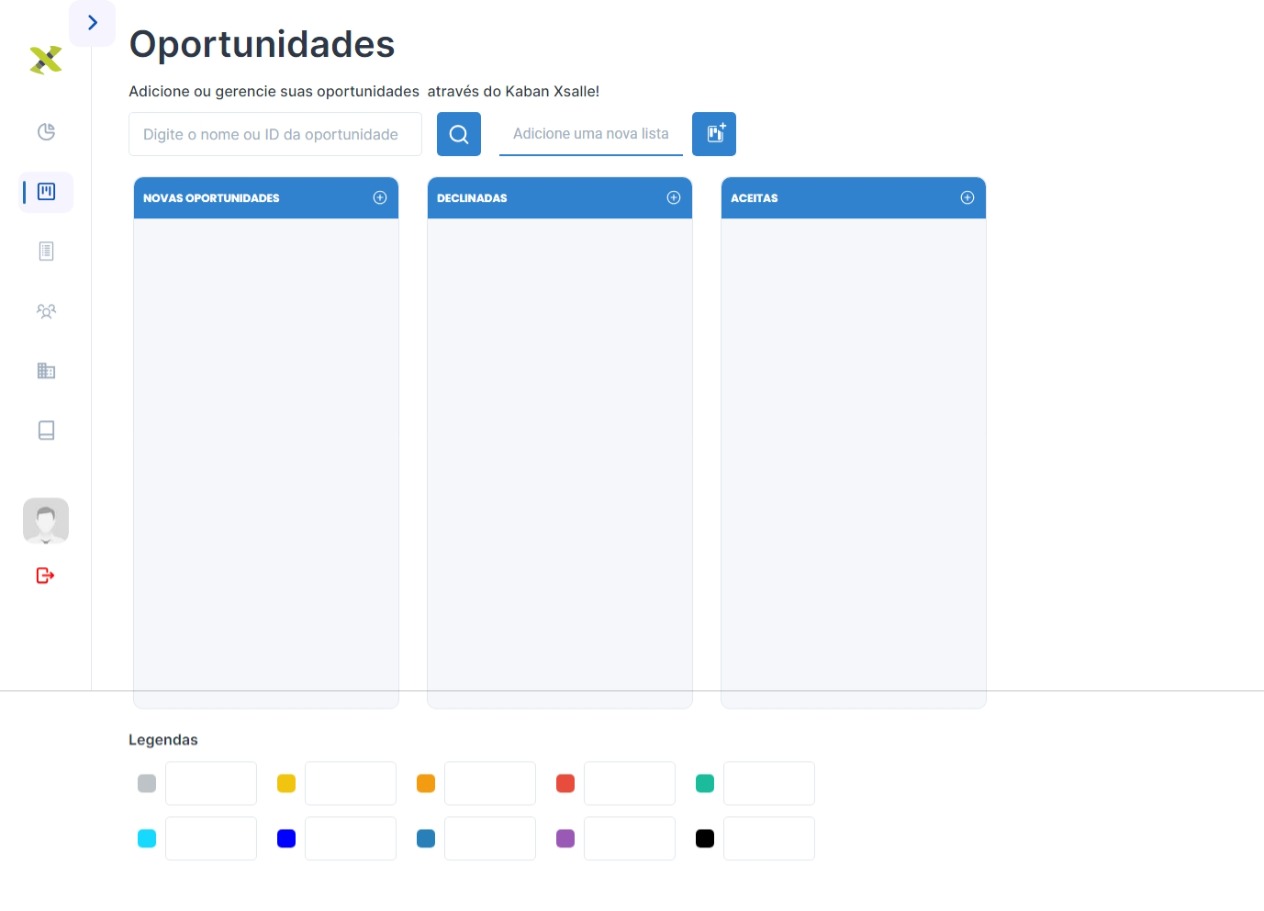 Oportunidades
Adicione ou gerencie suas oportunidades  através do Kaban Xsalle!
Digite o nome ou ID da oportunidade
Adicione uma nova lista
NOVAS OPORTUNIDADES
DECLINADAS
ACEITAS
Legendas